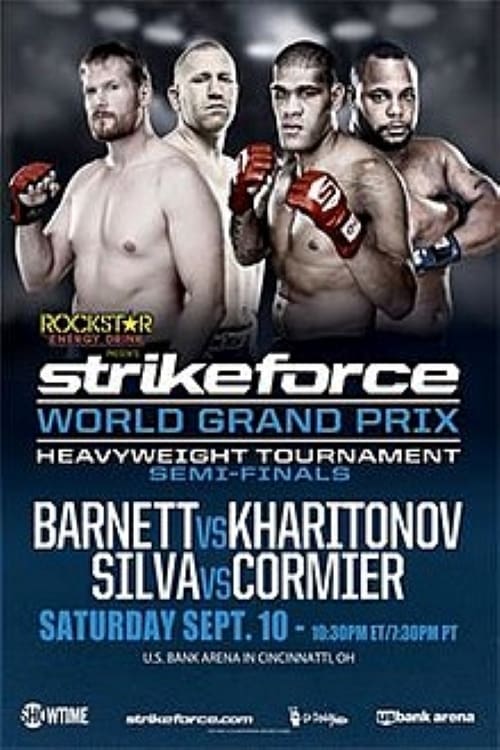 ROCKSTAR
ENERGY DRINK
PRESENTS
strikeforce
WORLD GRAND PRIX
HEAVYWEIGHT TOURNAMENT
SEMI-FINALS
BARNETT VS KHARITONOV
SILVA VS CORMIER
SATURDAY SEPT. 10 - 10:30PM ET/7:30PM PT
U.S. BANK ARENA IN CINCINNATTI, OH
SHOWTIME strikeforce.com usbank arena